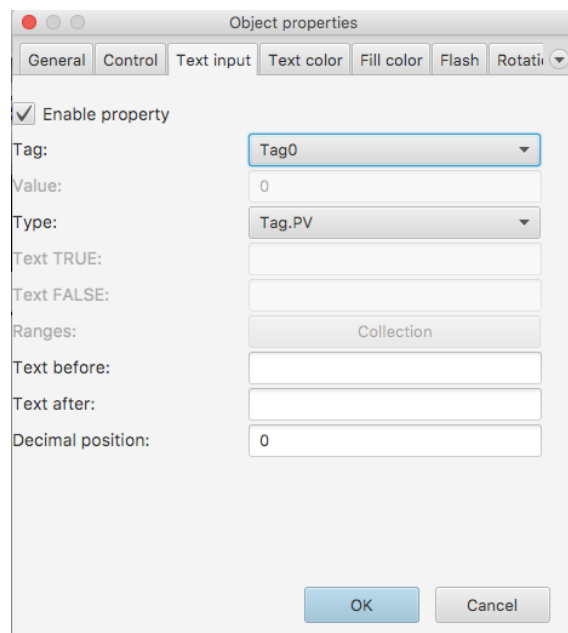 Object properties
General Control Text input Text color Fill color Flash Rotati
Enable property
Tag: Tag0
Value: 0
Type: Tag.PV
Text TRUE:
Text FALSE:
Ranges: Collection
Text before:
Text after:
Decimal position: 0
OK Cancel